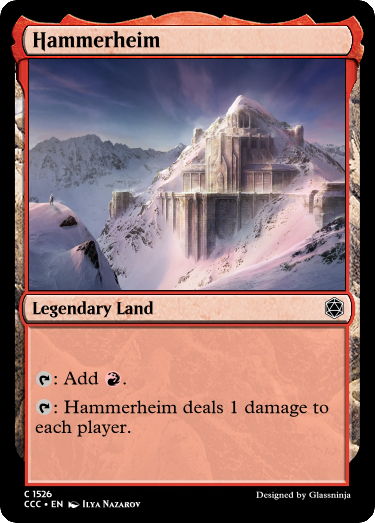 Hammerheim
Legendary Land
: Add .
: Hammerheim deals 1 damage to
each player.
C 1526
CCC • EN Ilya Nazarov
Designed by Glassninja